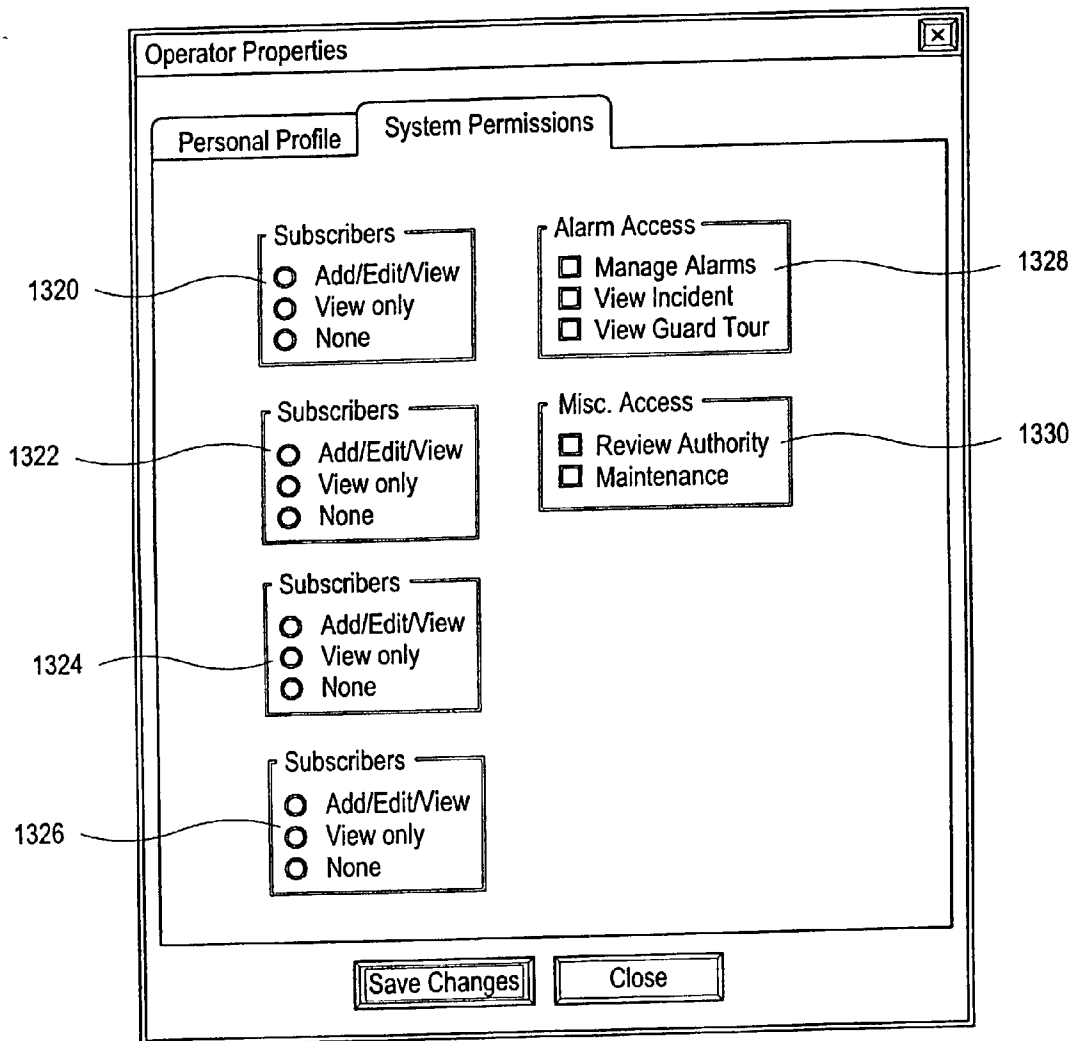 Operator Properties
Personal Profile
System Permissions
1320
Subscribers
Add/Edit/View
View only
None
Alarm Access
Manage Alarms
View Incident
View Guard Tour
1328
1322
Subscribers
Add/Edit/View
View only
None
Misc. Access
Review Authority
Maintenance
1330
1324
Subscribers
Add/Edit/View
View only
None
1326
Subscribers
Add/Edit/View
View only
None
Save Changes
Close